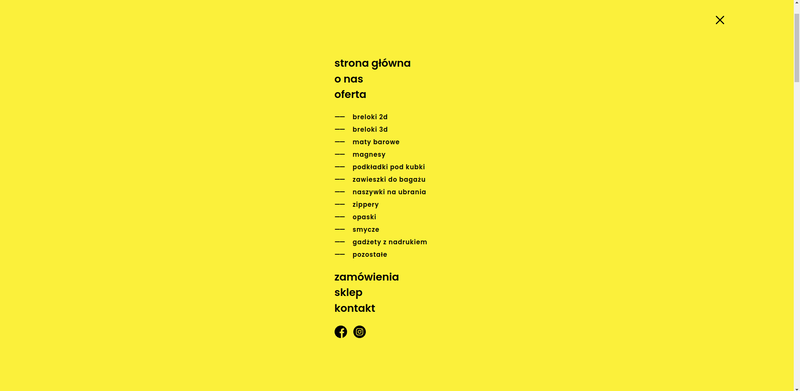 strona główna
o nas
oferta
breloki 2d
breloki 3d
maty barowe
magnesy
podkładki pod kubki
zawieszki do bagażu
naszywki na ubrania
zippery
opaski
smycze
gadżety z nadrukiem
pozostałe
zamówienia
sklep
kontakt